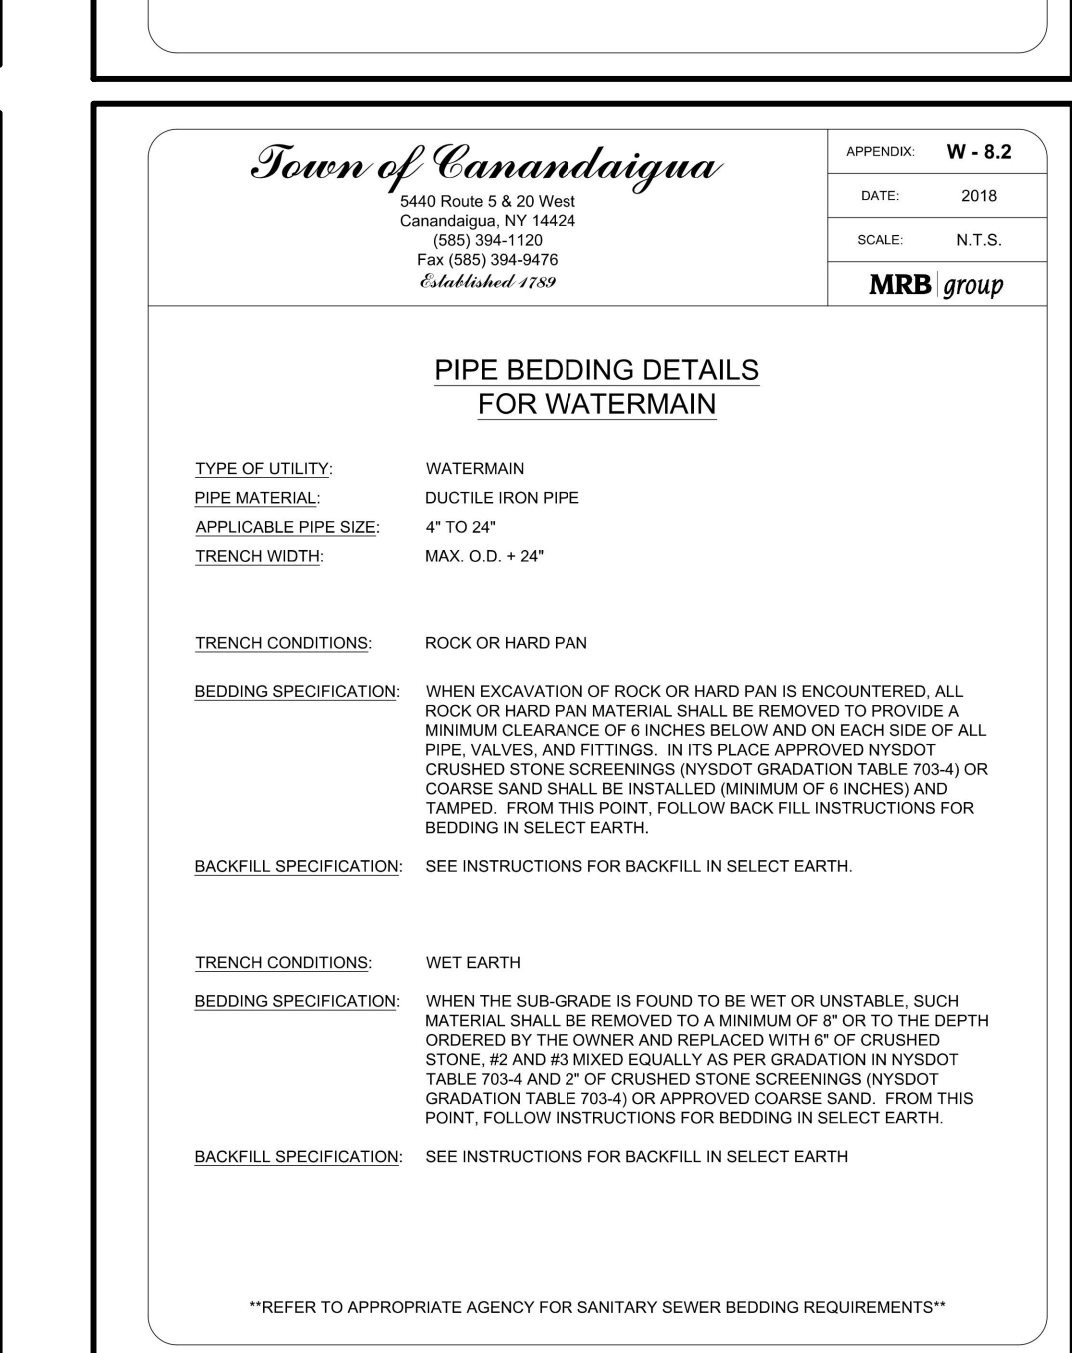 Town of Canandaigua
5440 Route 5 & 20 West
Canandaigua, NY 14424
(585) 394-1120
Fax (585) 394-9476
Established 1789
APPENDIX: W - 8.2
DATE: 2018
SCALE: N.T.S.
MRB group
PIPE BEDDING DETAILS
FOR WATERMAIN
TYPE OF UTILITY: WATERMAIN
PIPE MATERIAL: DUCTILE IRON PIPE
APPLICABLE PIPE SIZE: 4" TO 24"
TRENCH WIDTH: MAX. O.D. + 24"
TRENCH CONDITIONS: ROCK OR HARD PAN
BEDDING SPECIFICATION: WHEN EXCAVATION OF ROCK OR HARD PAN IS ENCOUNTERED, ALL
ROCK OR HARD PAN MATERIAL SHALL BE REMOVED TO PROVIDE A
MINIMUM CLEARANCE OF 6 INCHES BELOW AND ON EACH SIDE OF ALL
PIPE, VALVES, AND FITTINGS. IN ITS PLACE APPROVED NYSDOT
CRUSHED STONE SCREENINGS (NYSDOT GRADATION TABLE 703-4) OR
COARSE SAND SHALL BE INSTALLED (MINIMUM OF 6 INCHES) AND
TAMPED. FROM THIS POINT, FOLLOW BACK FILL INSTRUCTIONS FOR
BEDDING IN SELECT EARTH.
BACKFILL SPECIFICATION: SEE INSTRUCTIONS FOR BACKFILL IN SELECT EARTH.
TRENCH CONDITIONS: WET EARTH
BEDDING SPECIFICATION: WHEN THE SUB-GRADE IS FOUND TO BE WET OR UNSTABLE, SUCH
MATERIAL SHALL BE REMOVED TO A MINIMUM OF 8" OR TO THE DEPTH
ORDERED BY THE OWNER AND REPLACED WITH 6" OF CRUSHED
STONE, #2 AND #3 MIXED EQUALLY AS PER GRADATION IN NYSDOT
TABLE 703-4 AND 2" OF CRUSHED STONE SCREENINGS (NYSDOT
GRADATION TABLE 703-4) OR APPROVED COARSE SAND. FROM THIS
POINT, FOLLOW INSTRUCTIONS FOR BEDDING IN SELECT EARTH.
BACKFILL SPECIFICATION: SEE INSTRUCTIONS FOR BACKFILL IN SELECT EARTH
**REFER TO APPROPRIATE AGENCY FOR SANITARY SEWER BEDDING REQUIREMENTS**